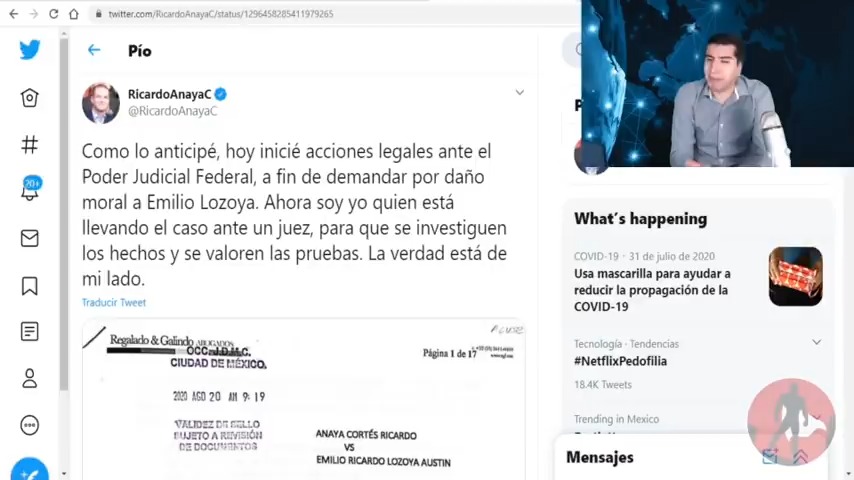 twitter.com/RicardoAnayaC/status/1296458285411979265
Pío
RicardoAnayaC
@RicardoAnayaC
Como lo anticipé, hoy inicié acciones legales ante el
Poder Judicial Federal, a fin de demandar por daño
moral a Emilio Lozoya. Ahora soy yo quien está
llevando el caso ante un juez, para que se investiguen
los hechos y se valoren las pruebas. La verdad está de
mi lado.
Traducir Tweet
Regalado & Galindo ABOGADOS
OCC.J.D.M.C.
CIUDAD DE MÉXICO.
Página 1 de 17
2020 AGO 20 AM 9:19
VALIDEZ DE SELLO
SUJETO A REVISIÓN
DE DOCUMENTOS
ANAYA CORTÉS RICARDO
VS
EMILIO RICARDO LOZOYA AUSTIN
20+
What's happening
COVID-19 · 31 de julio de 2020
Usa mascarilla para ayudar a
reducir la propagación de la
COVID-19
Tecnología · Tendencias
#NetflixPedofilia
18.4K Tweets
Trending in Mexico
Mensajes